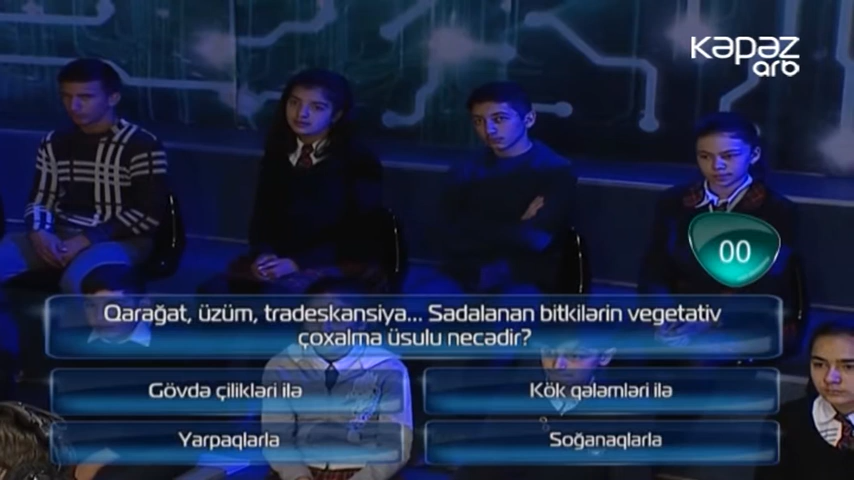 Kəpəz
arb
00
Qarağat, üzüm, tradeskansiya... Sadalanan bitkilərin vegetativ
çoxalma üsulu necədir?
Gövdə çilikləri ilə
Kök qələmləri ilə
Yarpaqlarla
Soğanaqlarla